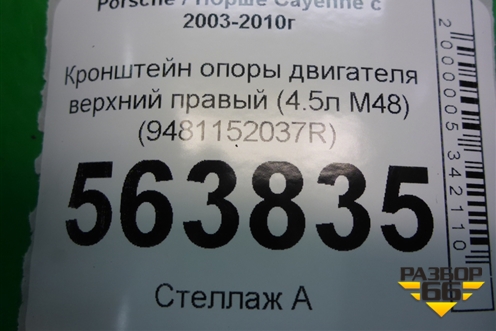 Porsche / Порше Cayenne с
2003-2010г
Кронштейн опоры двигателя
верхний правый (4.5л М48)
(9481152037R)
563835
Стеллаж А
2000005342110
РАЗБОР
66